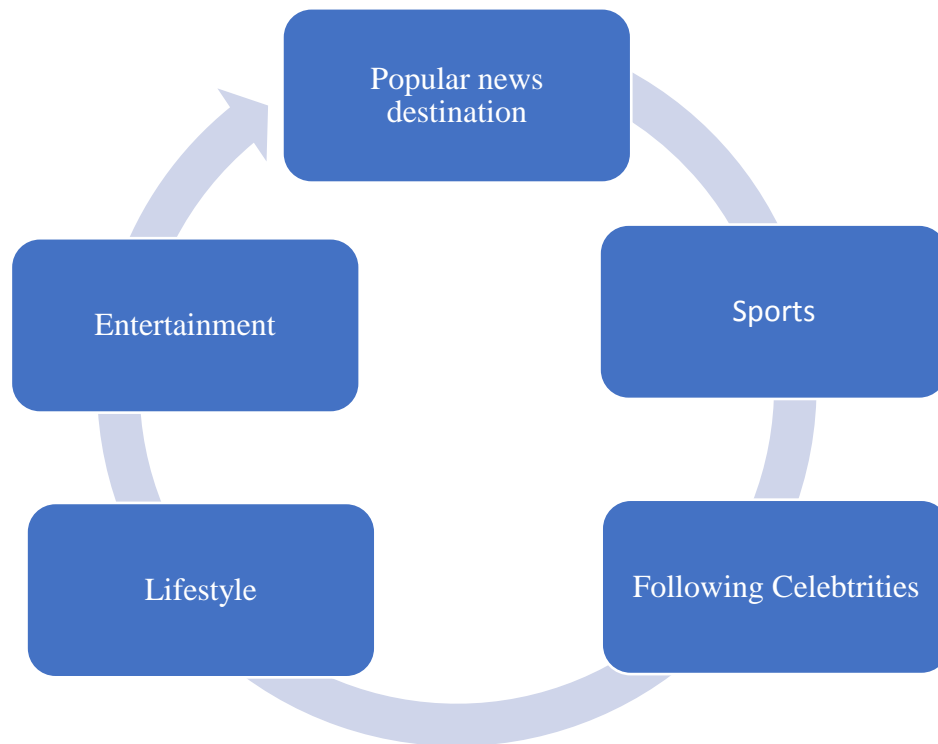 Popular news
destination
Sports
Following Celebtrities
Lifestyle
Entertainment